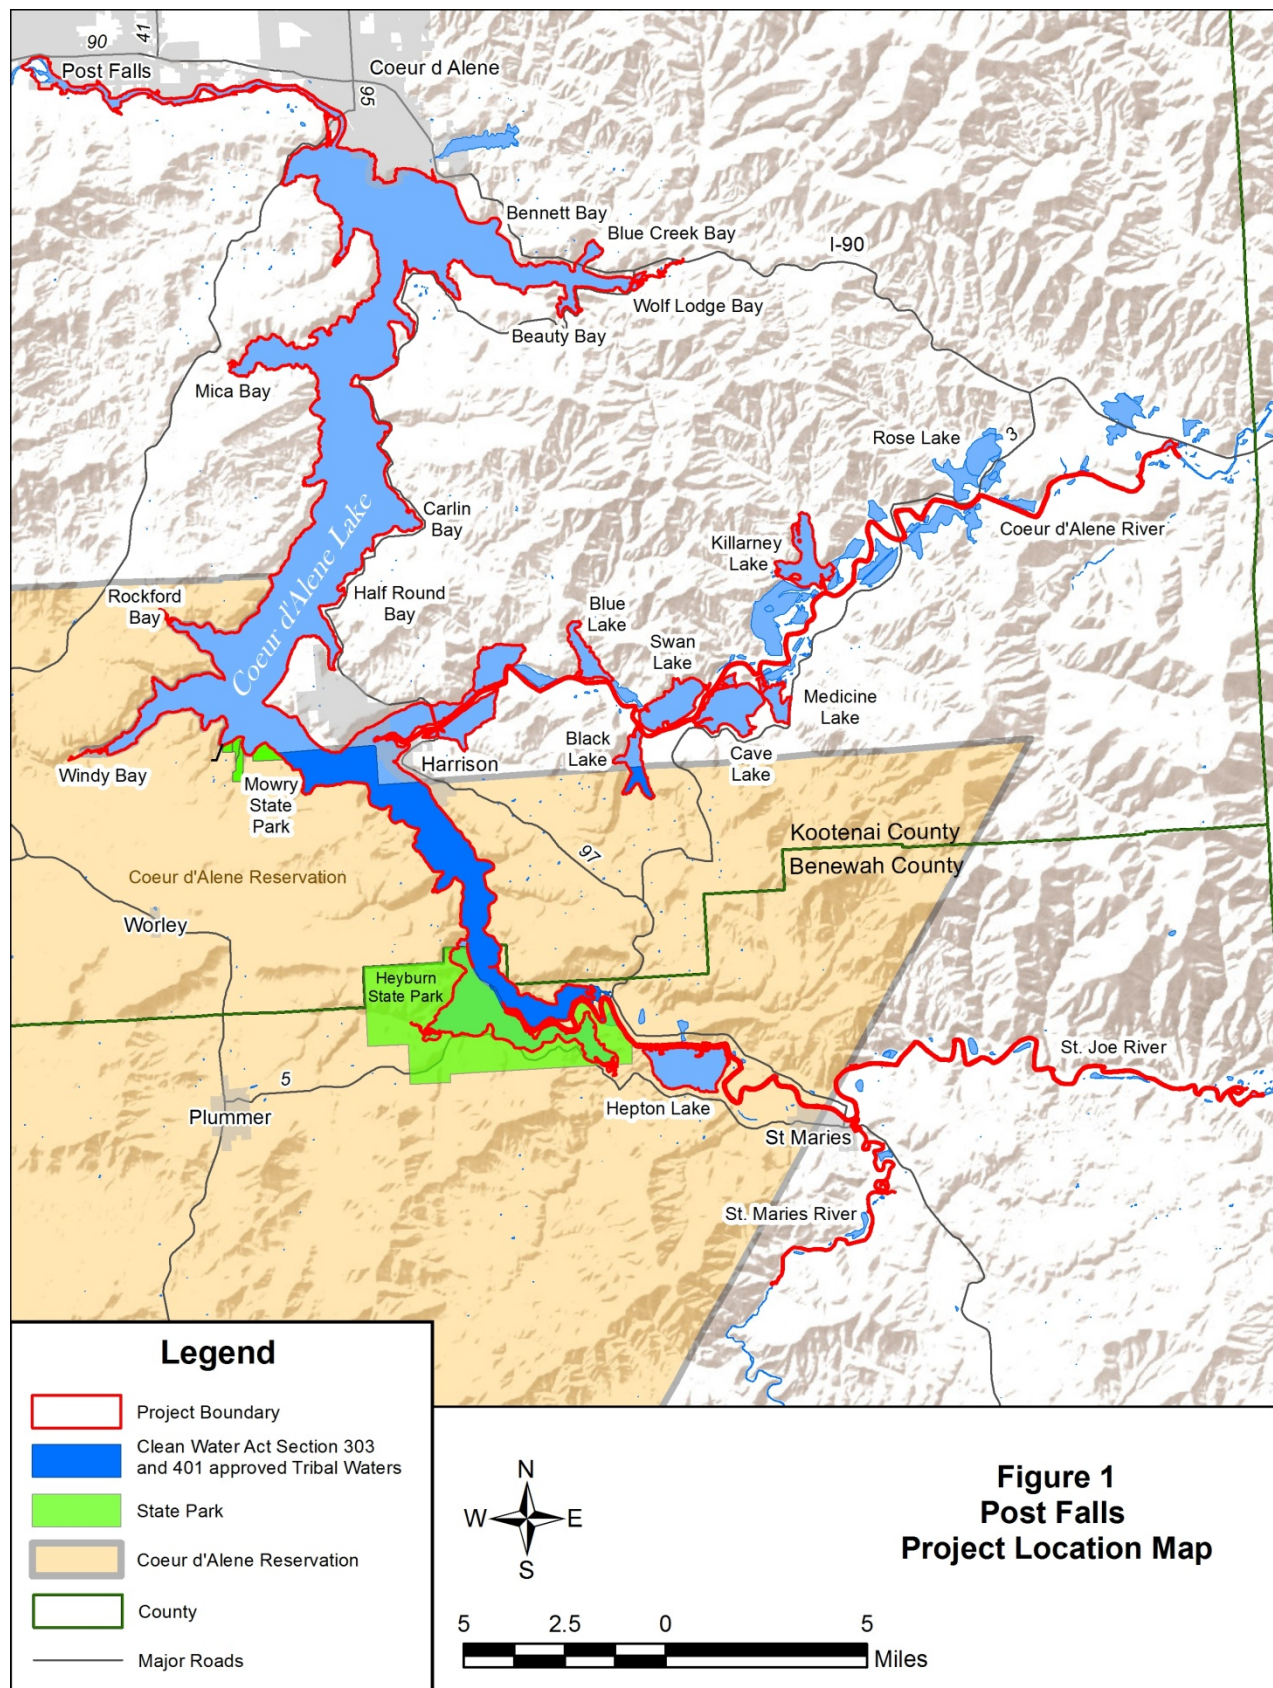 90
41
Post Falls
Coeur d Alene
95
Bennett Bay
Blue Creek Bay
I-90
Wolf Lodge Bay
Beauty Bay
Mica Bay
Rose Lake
3
Coeur d'Alene Lake
Carlin
Bay
Killarney
Lake
Coeur d'Alene River
Rockford
Bay
Half Round
Bay
Blue
Lake
Swan
Lake
Medicine
Lake
Black
Lake
Cave
Lake
Windy Bay
Harrison
Mowry
State
Park
Kootenai County
Benewah County
97
Coeur d'Alene Reservation
Worley
Heyburn
State Park
St. Joe River
5
Plummer
Hepton Lake
St Maries
St. Maries River
Legend
Project Boundary
Clean Water Act Section 303
and 401 approved Tribal Waters
State Park
Coeur d'Alene Reservation
County
Major Roads
N
W
E
S
5
2.5
0
5
Miles
Figure 1
Post Falls
Project Location Map